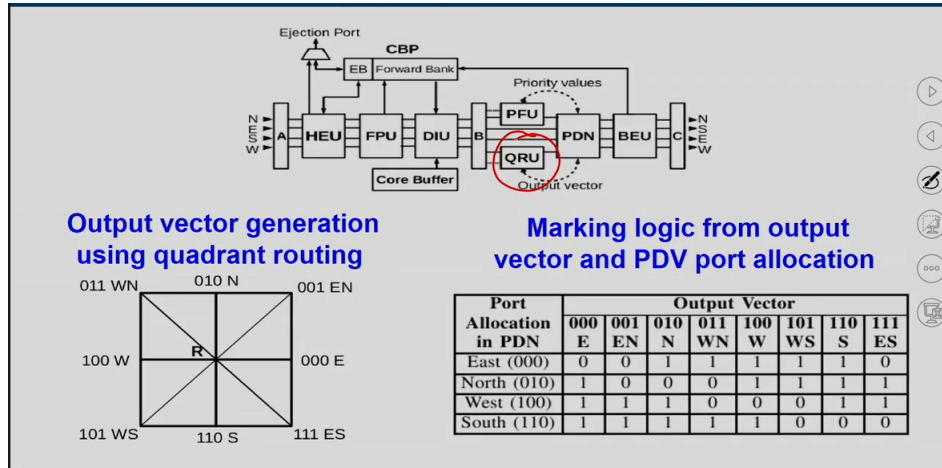 Ejection Port
CBP
EB Forward Bank
Priority values
N
E
S
W
A
HEU
FPU
DIU
B
PFU
QRU
PDN
BEU
C
N
S
E
W
Core Buffer
Output vector
Output vector generation
using quadrant routing
Marking logic from output
vector and PDV port allocation
011 WN 010 N 001 EN
100 W R 000 E
101 WS 110 S 111 ES
Port Allocation in PDN Output Vector
000 E 001 EN 010 N 011 WN 100 W 101 WS 110 S 111 ES
East (000) 0 0 1 1 1 1 1 0
North (010) 1 0 0 0 1 1 1 1
West (100) 1 1 1 0 0 0 1 1
South (110) 1 1 1 1 1 0 0 0